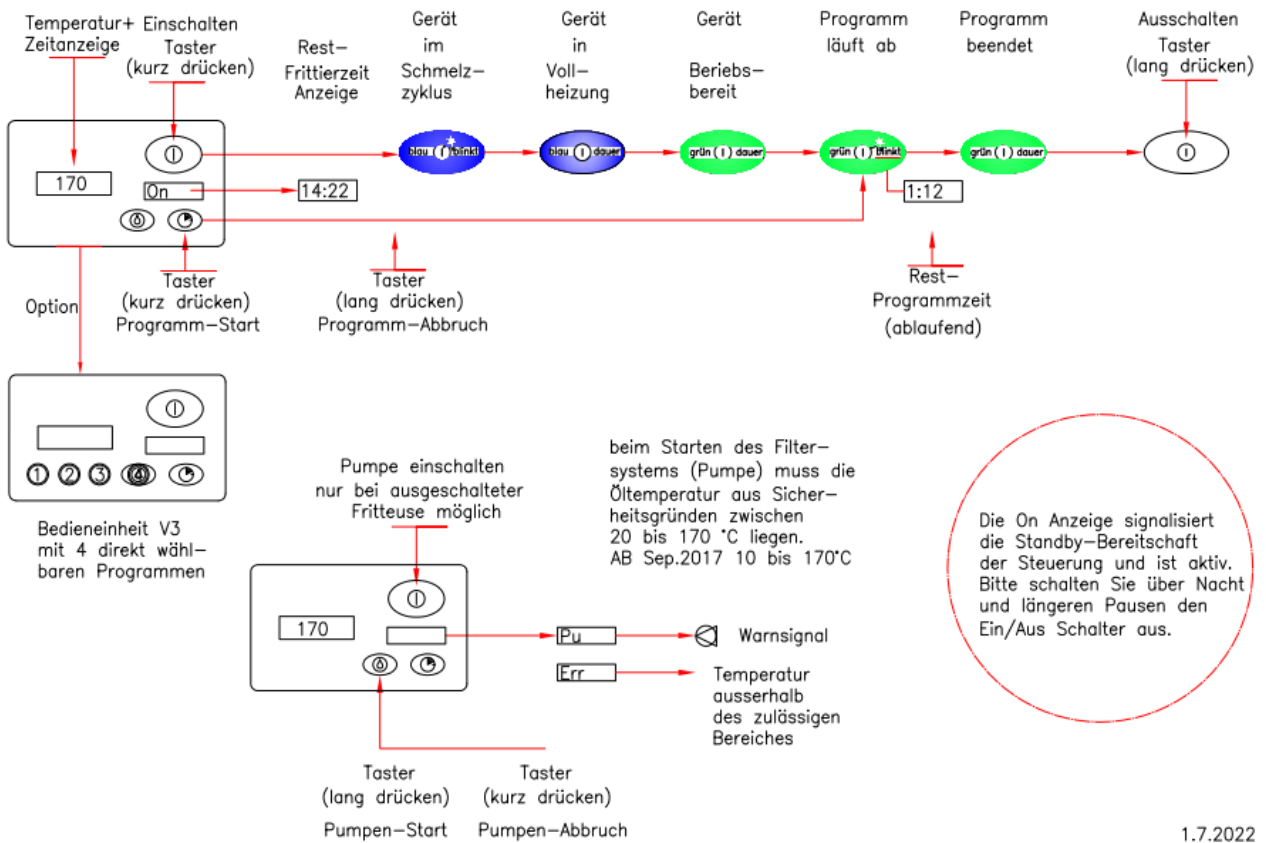 Temperatur+
Zeitanzeige
Einschalten
Taster
(kurz drücken)
Rest-
Frittierzeit
Anzeige
Gerät
im
Schmelz-
zyklus
Gerät
in
Voll-
heizung
Gerät
Beriebs-
bereit
Programm
läuft ab
Programm
beendet
Ausschalten
Taster
(lang drücken)
170
On
14:22
blau (I) blinkt
blau (I) dauer
grün (I) dauer
grün (I) blinkt
grün (I) dauer
1:12
Option
Taster
(kurz drücken)
Programm-Start
Taster
(lang drücken)
Programm-Abbruch
Rest-
Programmzeit
(ablaufend)
1 2 3 4
Bedieneinheit V3
mit 4 direkt wähl-
baren Programmen
Pumpe einschalten
nur bei ausgeschalteter
Fritteuse möglich
beim Starten des Filter-
systems (Pumpe) muss die
Öltemperatur aus Sicher-
heitsgründen zwischen
20 bis 170 °C liegen.
AB Sep.2017 10 bis 170°C
170
Pu
Warnsignal
Err
Temperatur
ausserhalb
des zulässigen
Bereiches
Taster
(lang drücken)
Pumpen-Start
Taster
(kurz drücken)
Pumpen-Abbruch
Die On Anzeige signalisiert
die Standby-Bereitschaft
der Steuerung und ist aktiv.
Bitte schalten Sie über Nacht
und längeren Pausen den
Ein/Aus Schalter aus.
1.7.2022